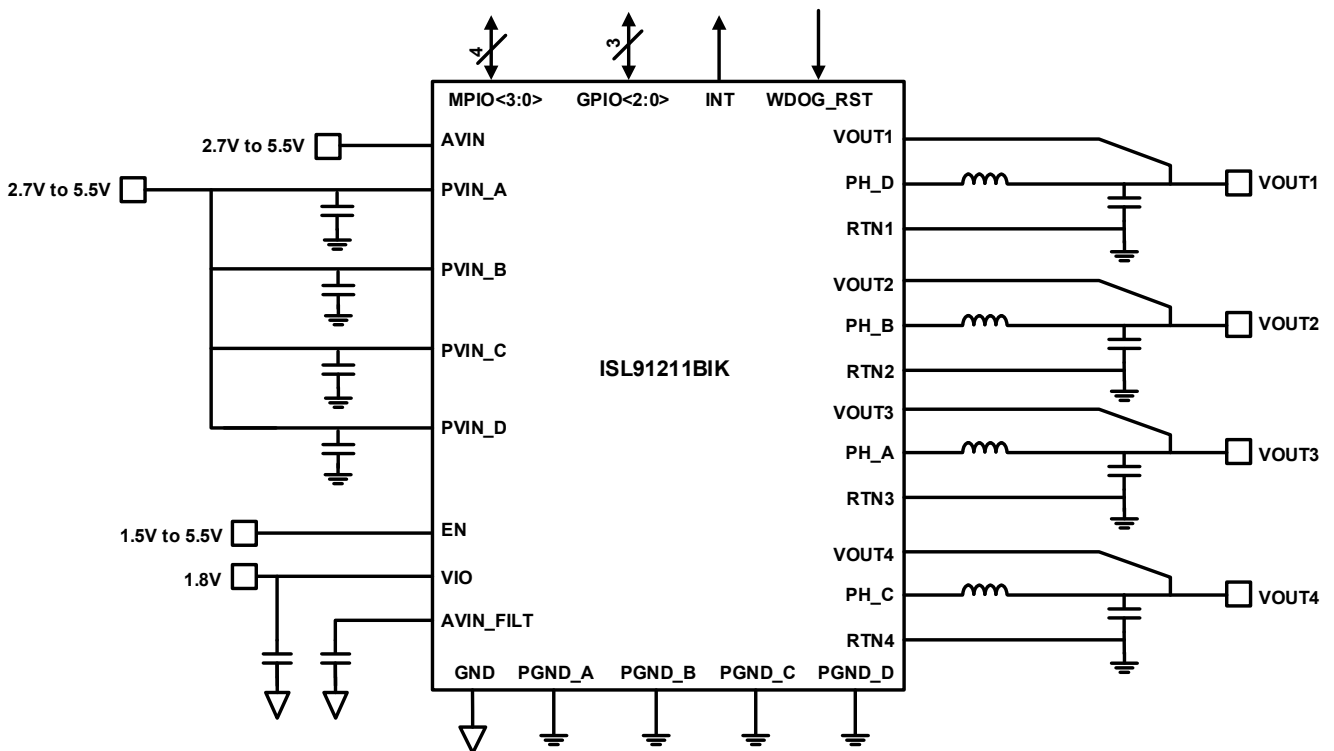 4
3
MPIO<3:0>
GPIO<2:0>
INT
WDOG_RST
2.7V to 5.5V
AVIN
2.7V to 5.5V
PVIN_A
PVIN_B
PVIN_C
PVIN_D
1.5V to 5.5V
EN
1.8V
VIO
AVIN_FILT
ISL91211BIK
VOUT1
PH_D
VOUT1
RTN1
VOUT2
PH_B
VOUT2
RTN2
VOUT3
PH_A
VOUT3
RTN3
VOUT4
PH_C
VOUT4
RTN4
GND
PGND_A
PGND_B
PGND_C
PGND_D